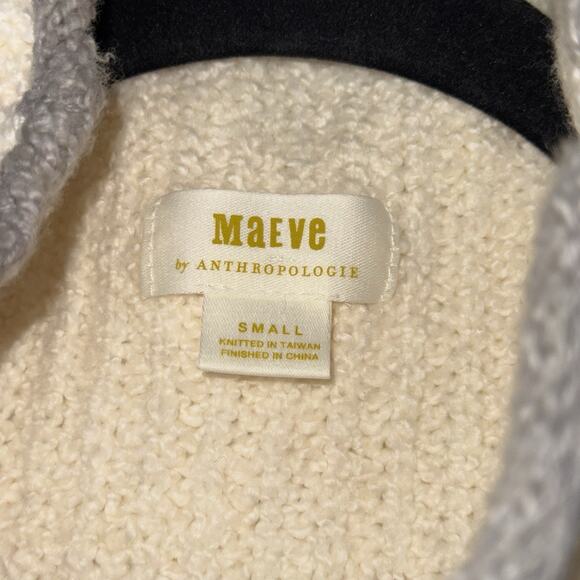 MaEve
by ANTHROPOLOGIE
SMALL
KNITTED IN TAIWAN
FINISHED IN CHINA